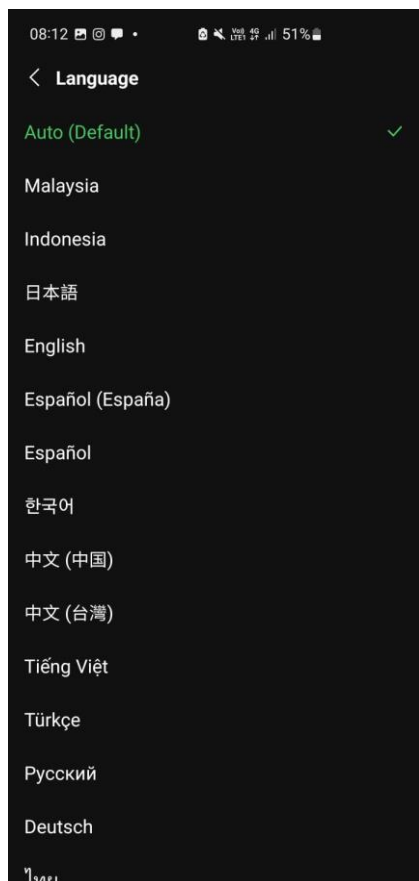 08:12 51%
Language
Auto (Default)
Malaysia
Indonesia
日本語
English
Español (España)
Español
한국어
中文 (中国)
中文 (台灣)
Tiếng Việt
Türkçe
Русский
Deutsch